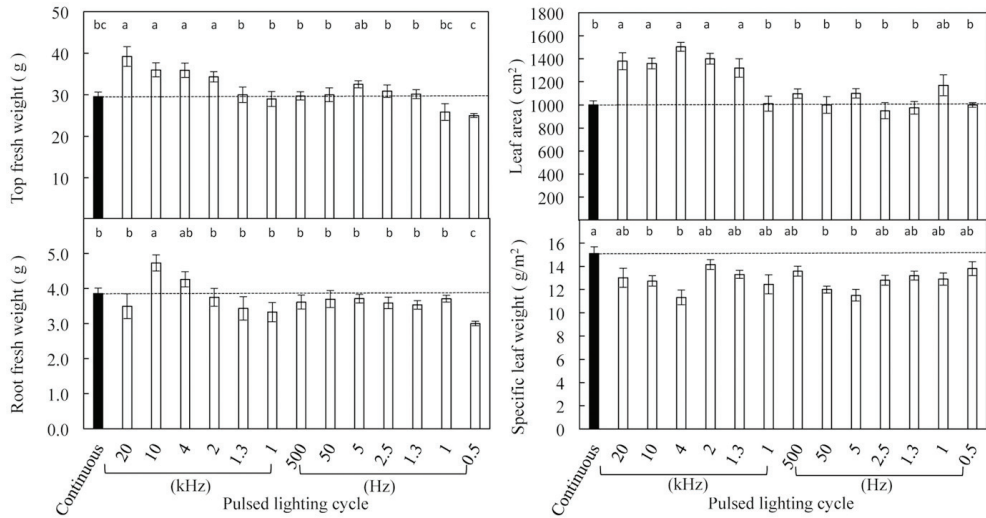 bc a a a a b b b b ab b b bc c
50
40
30
20
10
Top fresh weight ( g )
b b a ab b b b b b b b b b c
5.0
4.0
3.0
2.0
1.0
0.0
Root fresh weight ( g )
Continuous 20 10 4 2 1.3 1 500 50 5 2.5 1.3 1 0.5
(kHz) (Hz)
Pulsed lighting cycle
1800
1600
1400
1200
1000
800
600
400
200
Leaf area ( cm²)
b a a a a a b b b b b b ab b
16
14
12
10
8
6
4
2
0
Specific leaf weight ( g/m²)
a ab b b ab ab ab ab b b ab ab ab ab
Continuous 20 10 4 2 1.3 1 500 50 5 2.5 1.3 1 0.5
(kHz) (Hz)
Pulsed lighting cycle